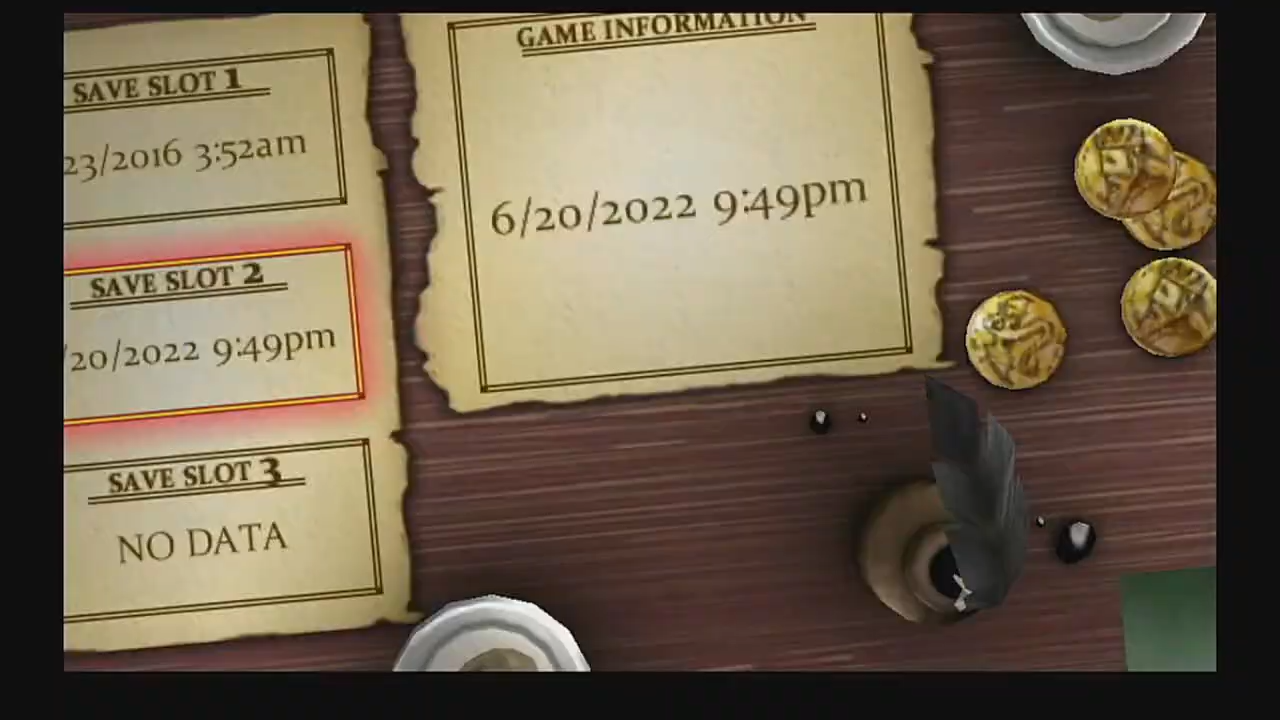 SAVE SLOT 1
23/2016 3:52am
SAVE SLOT 2
/20/2022 9:49pm
SAVE SLOT 3
NO DATA
GAME INFORMATION
6/20/2022 9:49pm